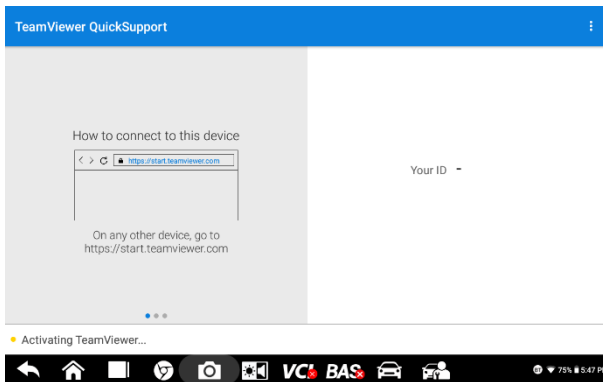 TeamViewer QuickSupport
How to connect to this device
https://start.teamviewer.com
On any other device, go to
https://start.teamviewer.com
Your ID -
Activating TeamViewer...
VCI BAS 75% 5:47 PM